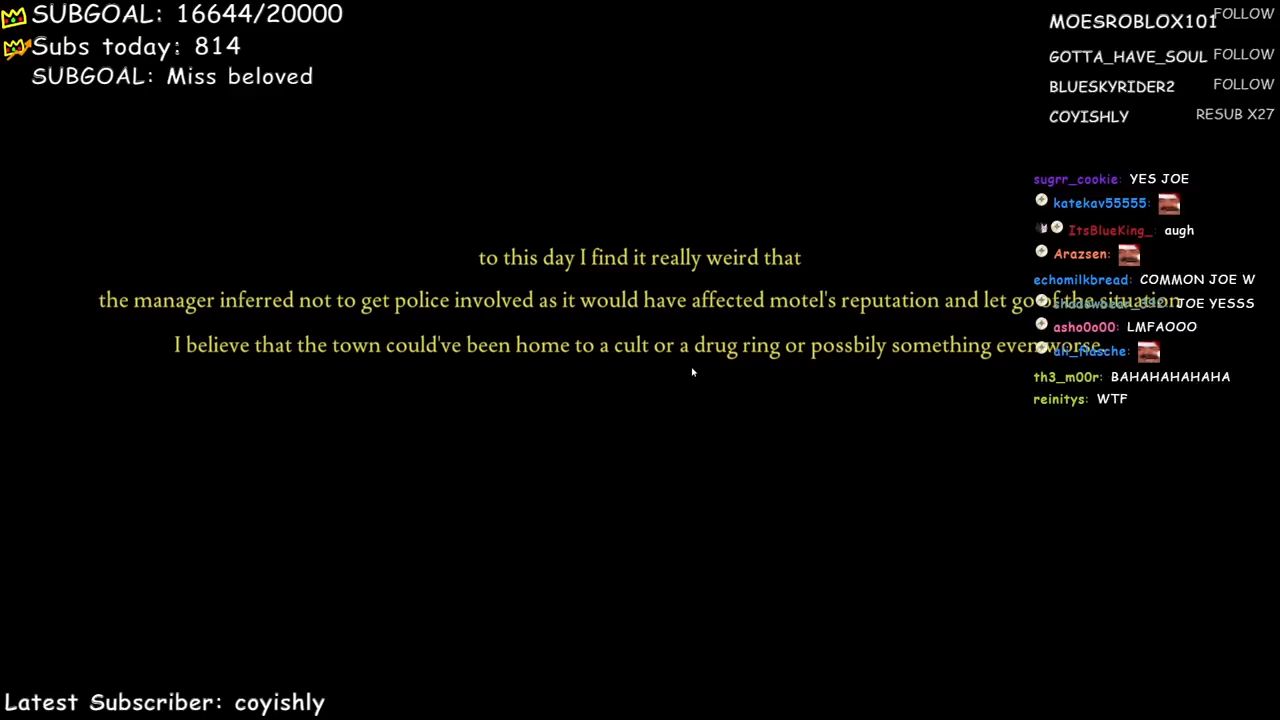 SUBGOAL: 16644/20000
Subs today: 814
SUBGOAL: Miss beloved
MOESROBLOX101 FOLLOW
GOTTA_HAVE_SOUL FOLLOW
BLUESKYRIDER2 FOLLOW
COYISHLY RESUB X27
sugrr_cookie: YES JOE
katekav55555:
ItsBlueKing_: augh
Arazsen:
echomilkbread: COMMON JOE W
JOE YESSS
asho0o00: LMFAOOO
an_flasche:
th3_m00r: BAHAHAHAHAHA
reinitys: WTF
to this day I find it really weird that
the manager inferred not to get police involved as it would have affected motel's reputation and let go of the situation
I believe that the town could've been home to a cult or a drug ring or possbily something even worse.
Latest Subscriber: coyishly